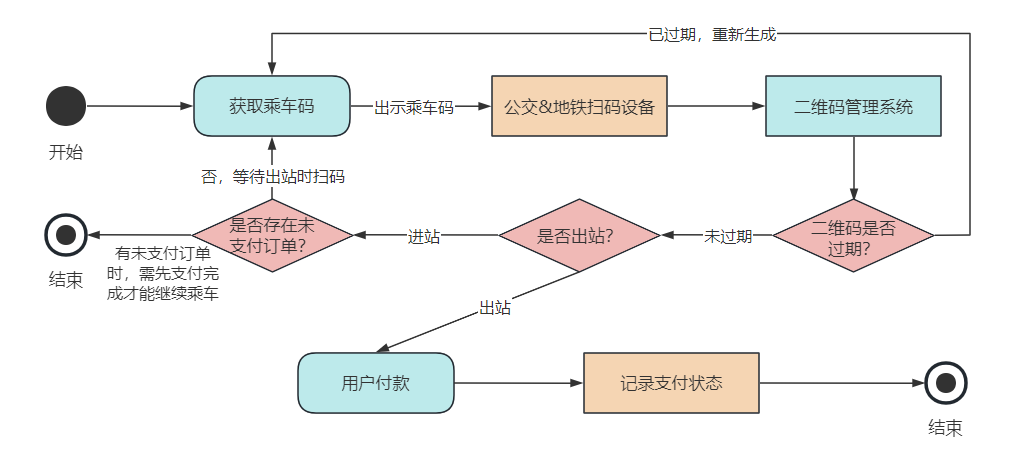 已过期，重新生成
获取乘车码
出示乘车码
公交&地铁扫码设备
二维码管理系统
开始
否，等待出站时扫码
是否存在未
支付订单？
进站
是否出站？
未过期
二维码是否
过期？
有未支付订单
时，需先支付完
成才能继续乘车
结束
出站
用户付款
记录支付状态
结束